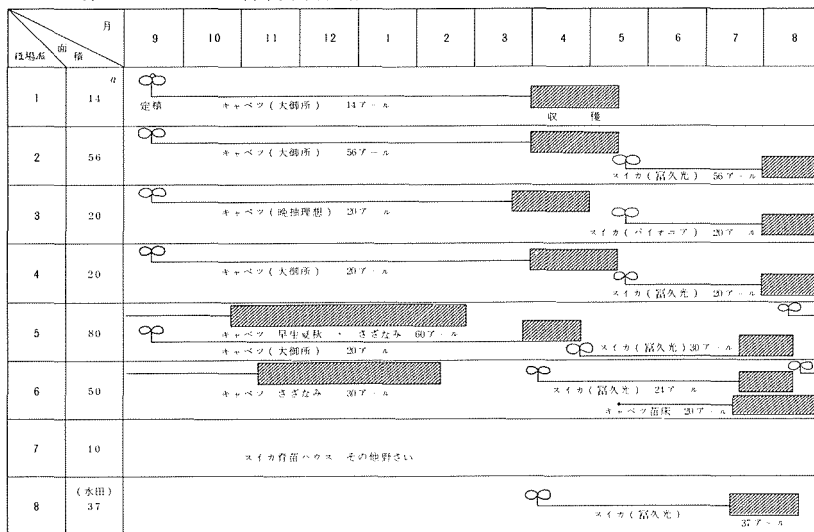 月
面積
圃場番
9 10 11 12 1 2 3 4 5 6 7 8
a
1 14 定植 キャベツ(大御所) 14アール 収穫
2 56 キャベツ(大御所) 56アール
スイカ(富久光) 56アール
3 20 キャベツ(晩抽理想) 20アール
スイカ(パイオニア) 20アール
4 20 キャベツ(大御所) 20アール
スイカ(富久光) 20アール
5 80 キャベツ 早生夏秋・さざなみ 60アール
キャベツ(大御所) 20アール
スイカ(富久光)30アール
6 50 キャベツ さざなみ 30アール
スイカ(富久光) 24アール
キャベツ苗床 20アール
7 10 スイカ育苗ハウス その他野さい
8 (水田) 37
スイカ(富久光) 37アール